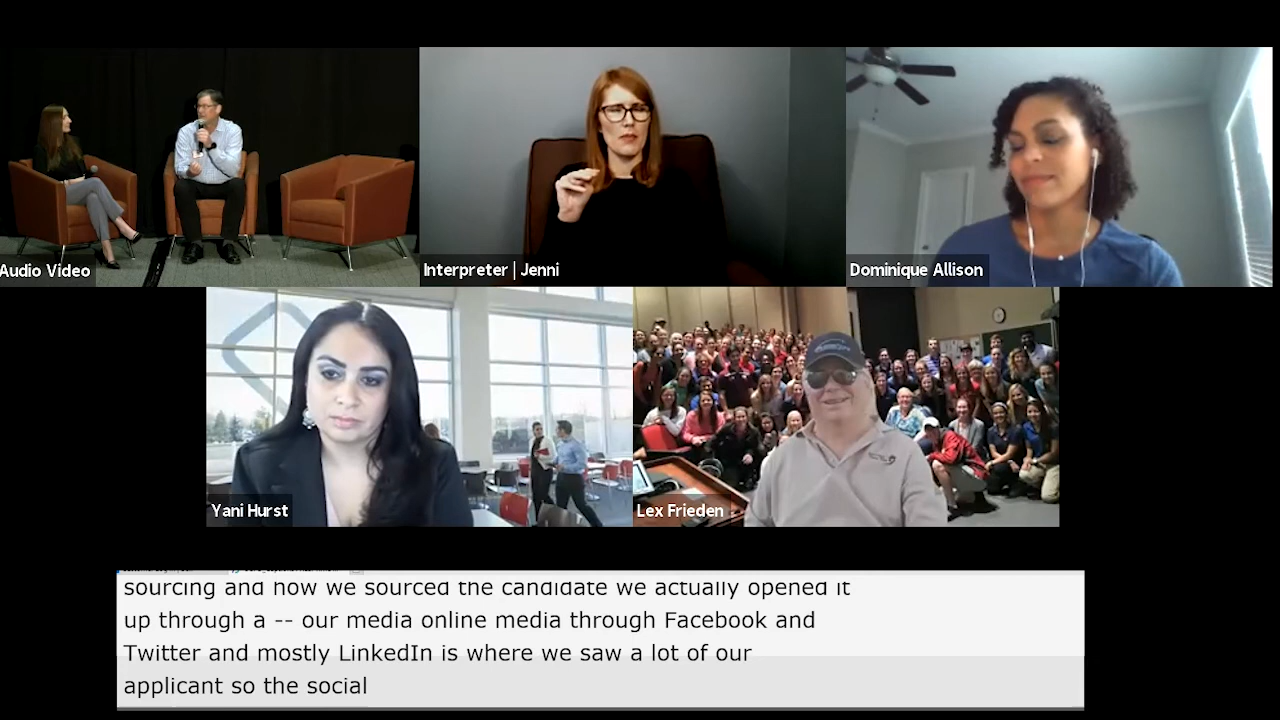 Audio Video
Interpreter | Jenni
Dominique Allison
Yani Hurst
Lex Frieden
sourcing and how we sourced the candidate we actually opened it
up through a -- our media online media through Facebook and
Twitter and mostly LinkedIn is where we saw a lot of our
applicant so the social